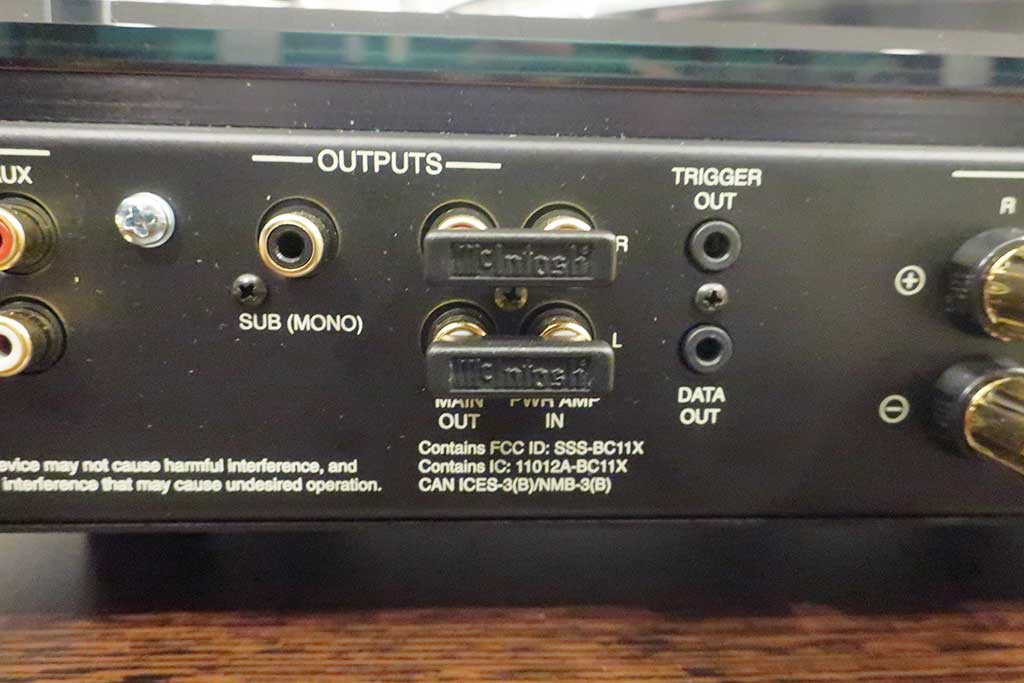 UX
OUTPUTS
TRIGGER
OUT
R
R
McIntosh
SUB (MONO)
L
McIntosh
DATA
OUT
MAIN PWR AMP
OUT IN
Contains FCC ID: SSS-BC11X
Contains IC: 11012A-BC11X
CAN ICES-3(B)/NMB-3(B)
evice may not cause harmful interference, and
interference that may cause undesired operation.